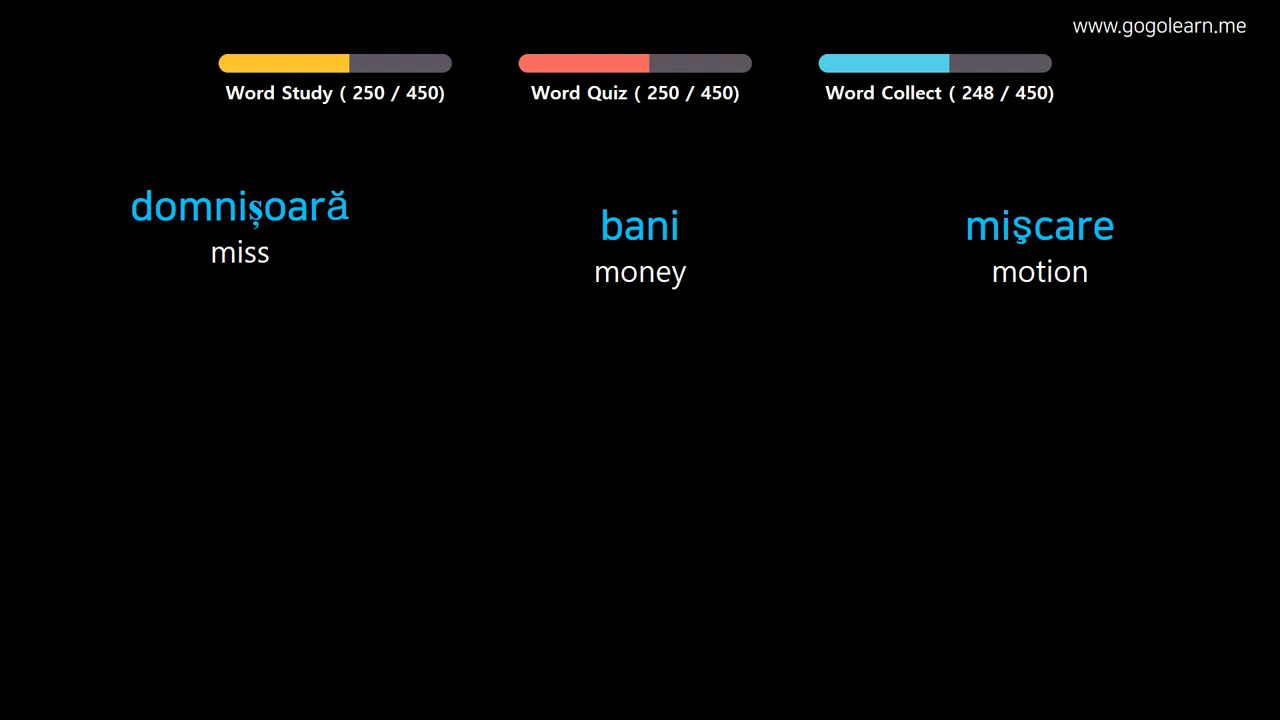 www.gogolearn.me
Word Study ( 250 / 450)
Word Quiz ( 250 / 450)
Word Collect ( 248 / 450)
domnișoară
miss
bani
money
mişcare
motion